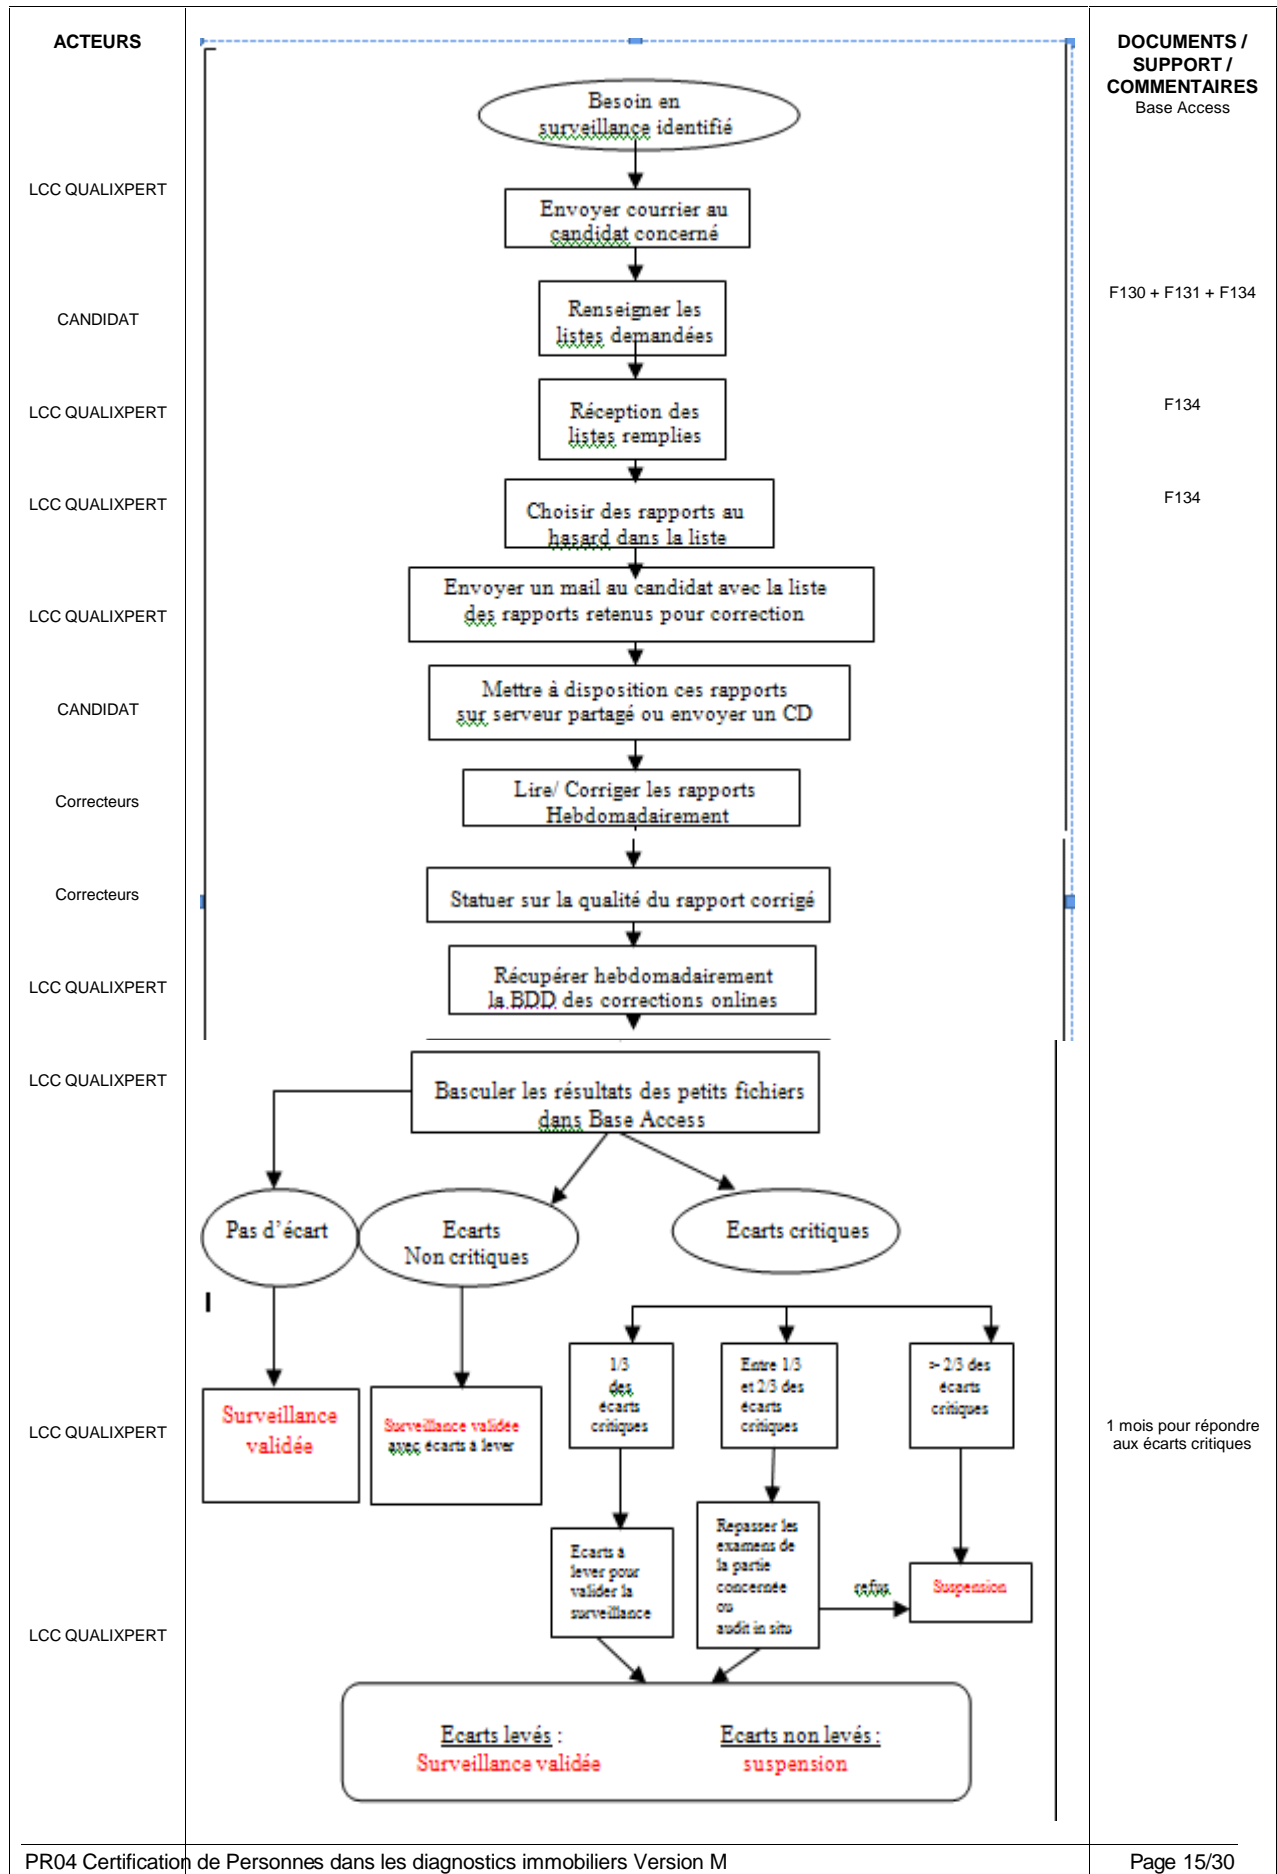 ACTEURS
DOCUMENTS /
SUPPORT /
COMMENTAIRES
Base Access
Besoin en
surveillance identifié
LCC QUALIXPERT
Envoyer courrier au
candidat concerné
CANDIDAT
Renseigner les
listes demandées
F130 + F131 + F134
LCC QUALIXPERT
Réception des
listes remplies
F134
LCC QUALIXPERT
Choisir des rapports au
hasard dans la liste
F134
LCC QUALIXPERT
Envoyer un mail au candidat avec la liste
des rapports retenus pour correction
CANDIDAT
Mettre à disposition ces rapports
sur serveur partagé ou envoyer un CD
Correcteurs
Lire/ Corriger les rapports
Hebdomadairement
Correcteurs
Statuer sur la qualité du rapport corrigé
LCC QUALIXPERT
Récupérer hebdomadairement
la BDD des corrections onlines
LCC QUALIXPERT
Basculer les résultats des petits fichiers
dans Base Access
Pas d'écart
Ecarts
Non critiques
Ecarts critiques
LCC QUALIXPERT
Surveillance
validée
Surveillance validée
avec écarts à lever
1/3
des
écarts
critiques
Entre 1/3
et 2/3 des
écarts
critiques
>- 2/3 des
écarts
critiques
1 mois pour répondre
aux écarts critiques
LCC QUALIXPERT
Ecarts à
lever pour
valider la
surveillance
Repasser les
examens de
la partie
concernée
ou
audit in situ
refus
Suspension
Ecarts levés :
Surveillance validée
Ecarts non levés :
suspension
PR04 Certification de Personnes dans les diagnostics immobiliers Version M
Page 15/30